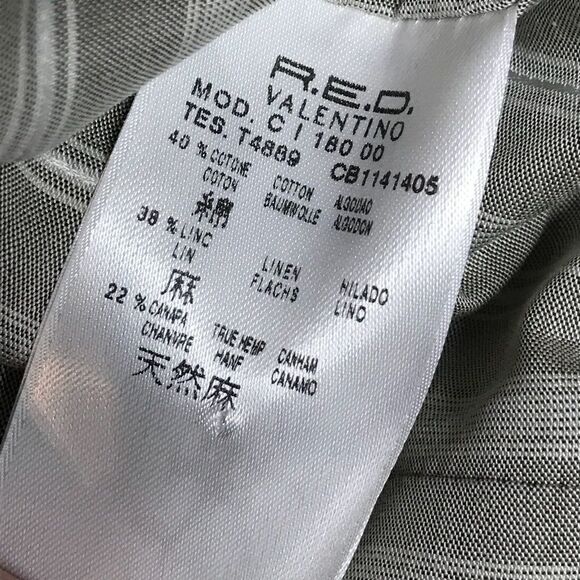 R.E.D.
VALENTINO
MOD. C I 180 00
TES. T4889 CB1141405
40 % COTONE COTTON ALGODAO
COTON BAUMWOLLE ALGODON
綿
38 % LINO LINEN HILADO
LIN FLACHS LINO
麻
22 % CANAPA TRUE HEMP CANHAM
CHANVRE HANF CANAMO
天然麻